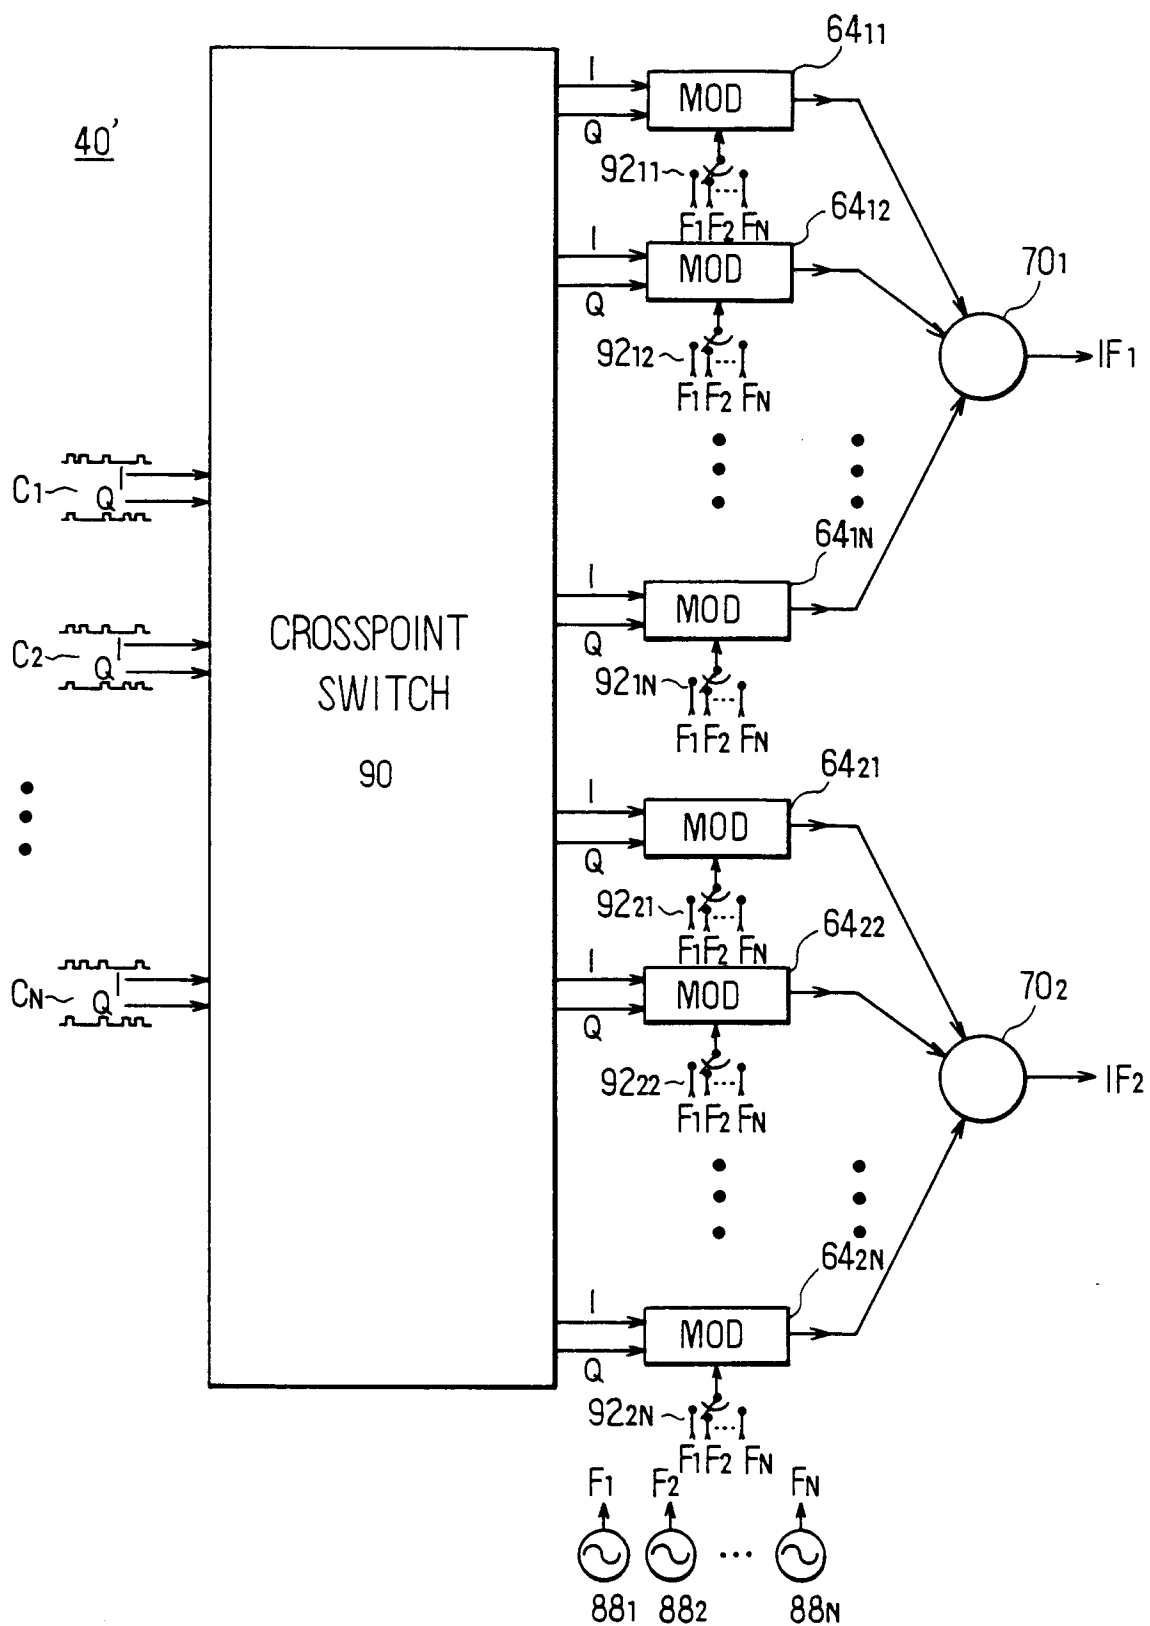 40'
C1
I
Q
C2
I
Q
CN
I
Q
CROSSPOINT
SWITCH
90
I
Q
MOD
6411
9211
F1 F2 FN
I
Q
MOD
6412
9212
F1 F2 FN
I
Q
MOD
641N
921N
F1 F2 FN
701
IF1
I
Q
MOD
6421
9221
F1 F2 FN
I
Q
MOD
6422
9222
F1 F2 FN
I
Q
MOD
642N
922N
F1 F2 FN
702
IF2
F1 F2 FN
881 882 ... 88N